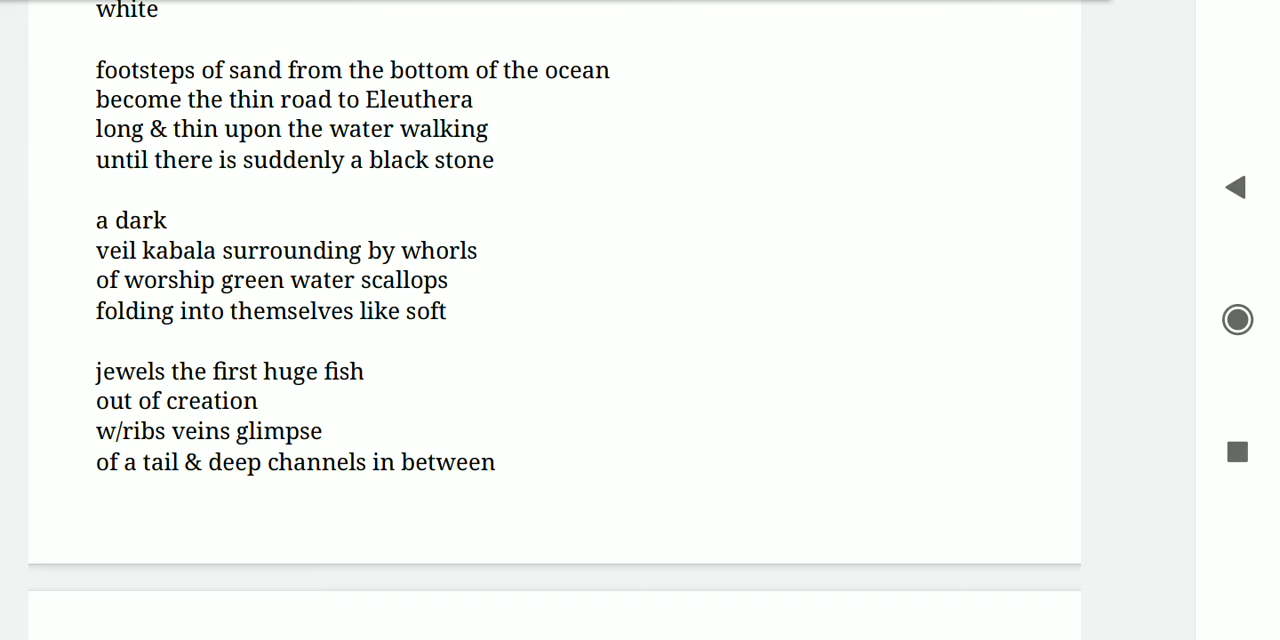 white
footsteps of sand from the bottom of the ocean
become the thin road to Eleuthera
long & thin upon the water walking
until there is suddenly a black stone
a dark
veil kabala surrounding by whorls
of worship green water scallops
folding into themselves like soft
jewels the first huge fish
out of creation
w/ribs veins glimpse
of a tail & deep channels in between